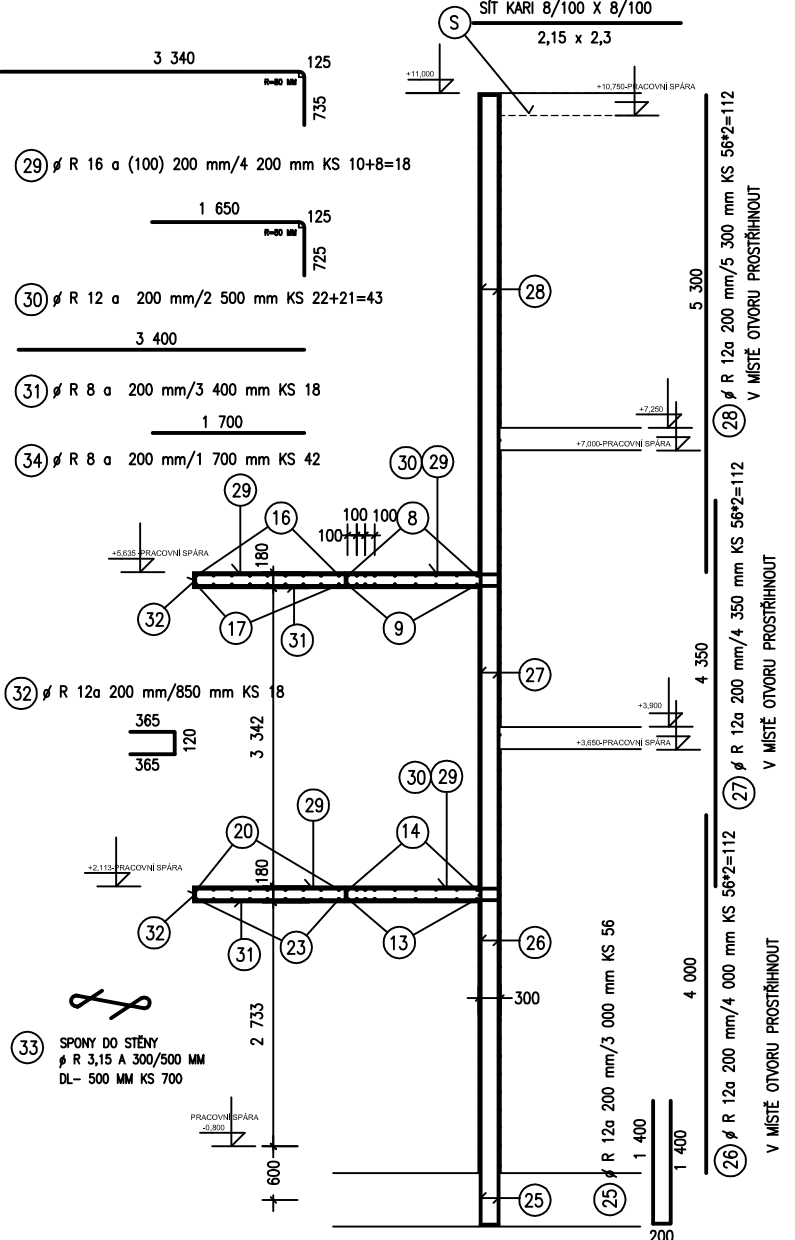 SÍŤ KARI 8/100 X 8/100
S
2,15 x 2,3
3 340
125
R=80 MM
735
+11,000
+10,750-PRACOVNÍ SPÁRA
29 ø R 16 a (100) 200 mm/4 200 mm KS 10+8=18
1 650
125
R=80 MM
725
30 ø R 12 a 200 mm/2 500 mm KS 22+21=43
28
5 300
28 ø R 12a 200 mm/5 300 mm KS 56*2=112
V MÍSTĚ OTVORU PROSTŘIHNOUT
3 400
31 ø R 8 a 200 mm/3 400 mm KS 18
1 700
34 ø R 8 a 200 mm/1 700 mm KS 42
+7,250
+7,000-PRACOVNÍ SPÁRA
30 29
29
16
100 100
100
8
+5,635-PRACOVNÍ SPÁRA
180
32
17
31
9
27
4 350
27 ø R 12a 200 mm/4 350 mm KS 56*2=112
V MÍSTĚ OTVORU PROSTŘIHNOUT
32 ø R 12a 200 mm/850 mm KS 18
365
120
365
3 342
+3,900
+3,650-PRACOVNÍ SPÁRA
30 29
29
20
14
+2,113-PRACOVNÍ SPÁRA
180
32
31
23
13
26
4 000
26 ø R 12a 200 mm/4 000 mm KS 56*2=112
V MÍSTĚ OTVORU PROSTŘIHNOUT
300
2 733
33
SPONY DO STĚNY
ø R 3,15 A 300/500 MM
DL- 500 MM KS 700
PRACOVNÍ SPÁRA
-0,800
600
25
25 ø R 12a 200 mm/3 000 mm KS 56
1 400
1 400
200